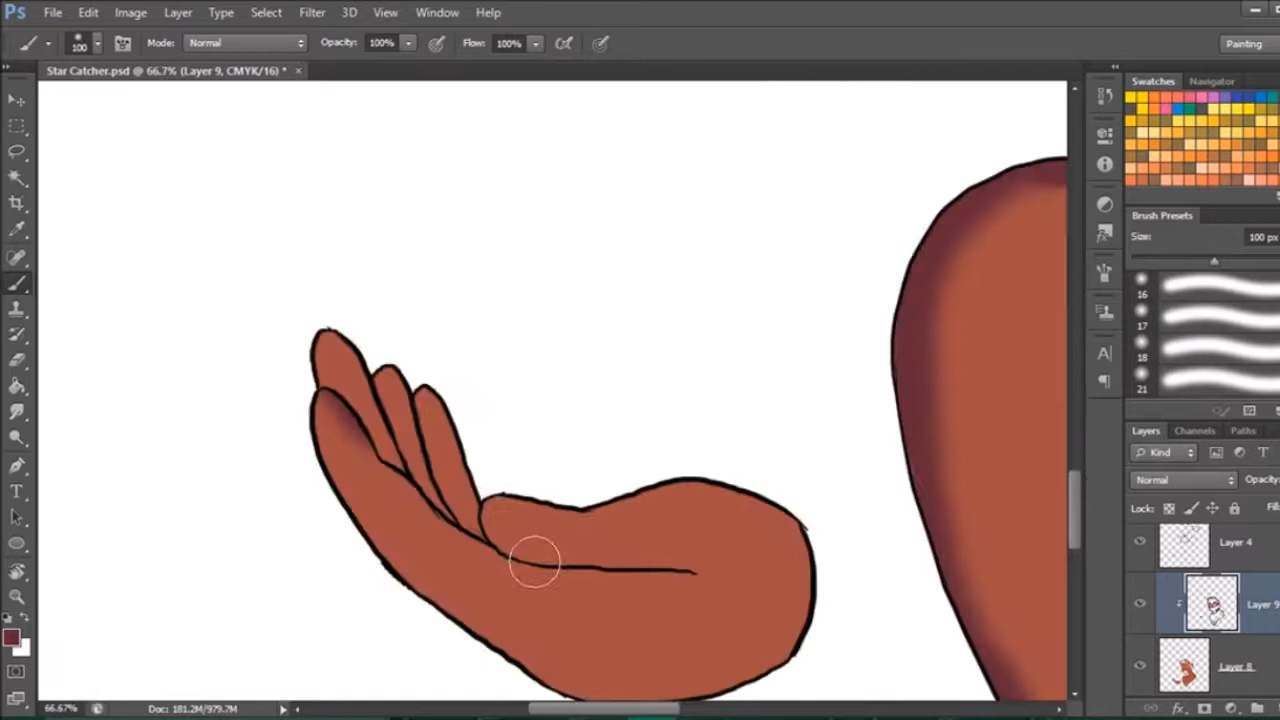 Ps File Edit Image Layer Type Select Filter 3D View Window Help
100 Mode: Normal Opacity: 100% Flow: 100% Painting
Star Catcher.psd @ 66.7% (Layer 9, CMYK/16) * ×
Swatches Navigator
Brush Presets
Size: 100 px
16
17
18
21
Layers Channels Paths
Kind
Normal Opacity:
Lock: Fil
Layer 4
Layer 9
Layer 8
66.67% Doc: 181.2M/979.7M